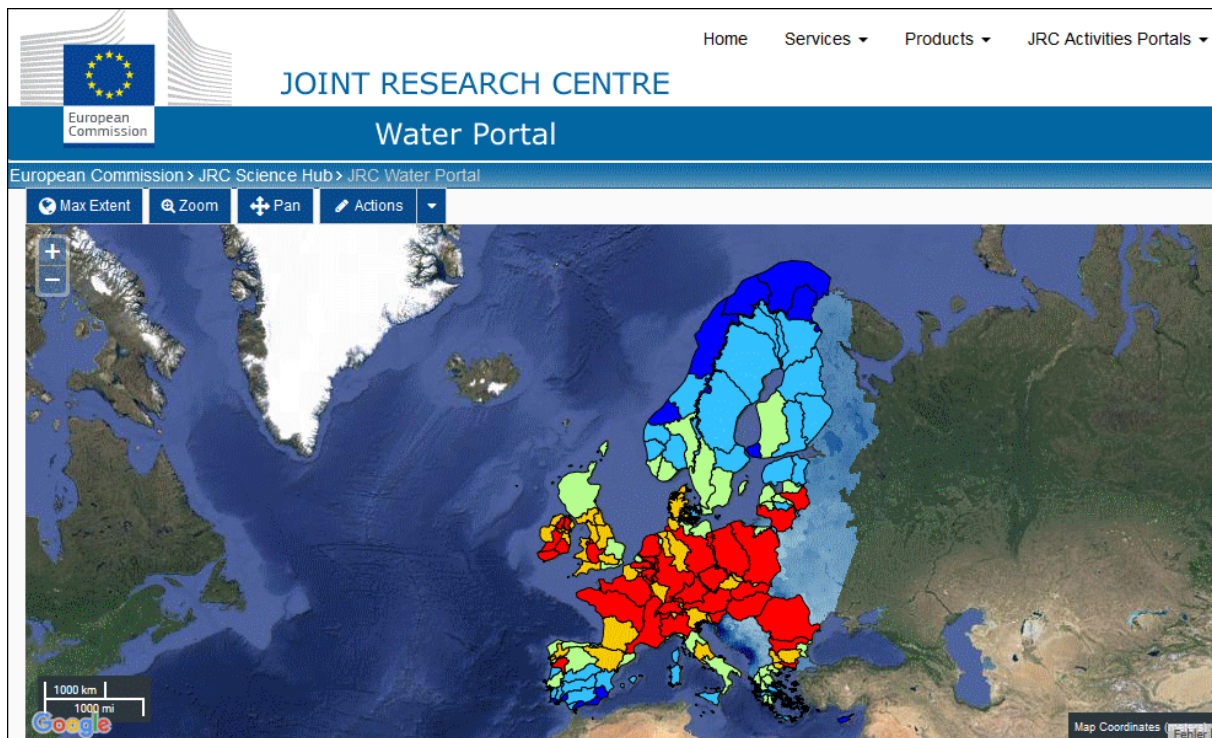 Home Services Products JRC Activities Portals
JOINT RESEARCH CENTRE
European
Commission
Water Portal
European Commission > JRC Science Hub > JRC Water Portal
Max Extent Zoom Pan Actions
+
−
1000 km
1000 mi
Google
Map Coordinates
Fehler